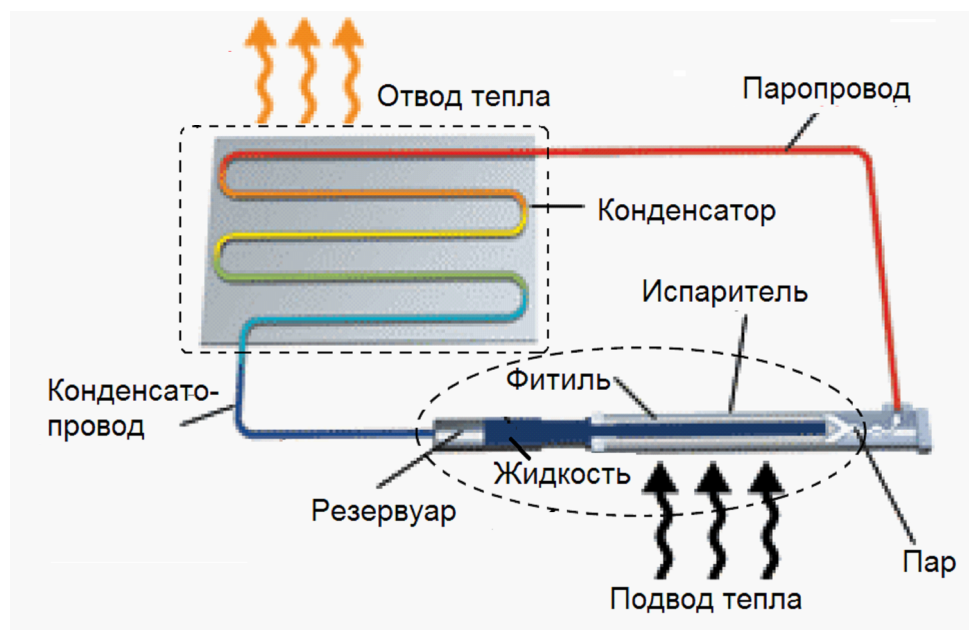 Отвод тепла
Паропровод
Конденсатор
Испаритель
Фитиль
Конденсато-
провод
Жидкость
Резервуар
Пар
Подвод тепла